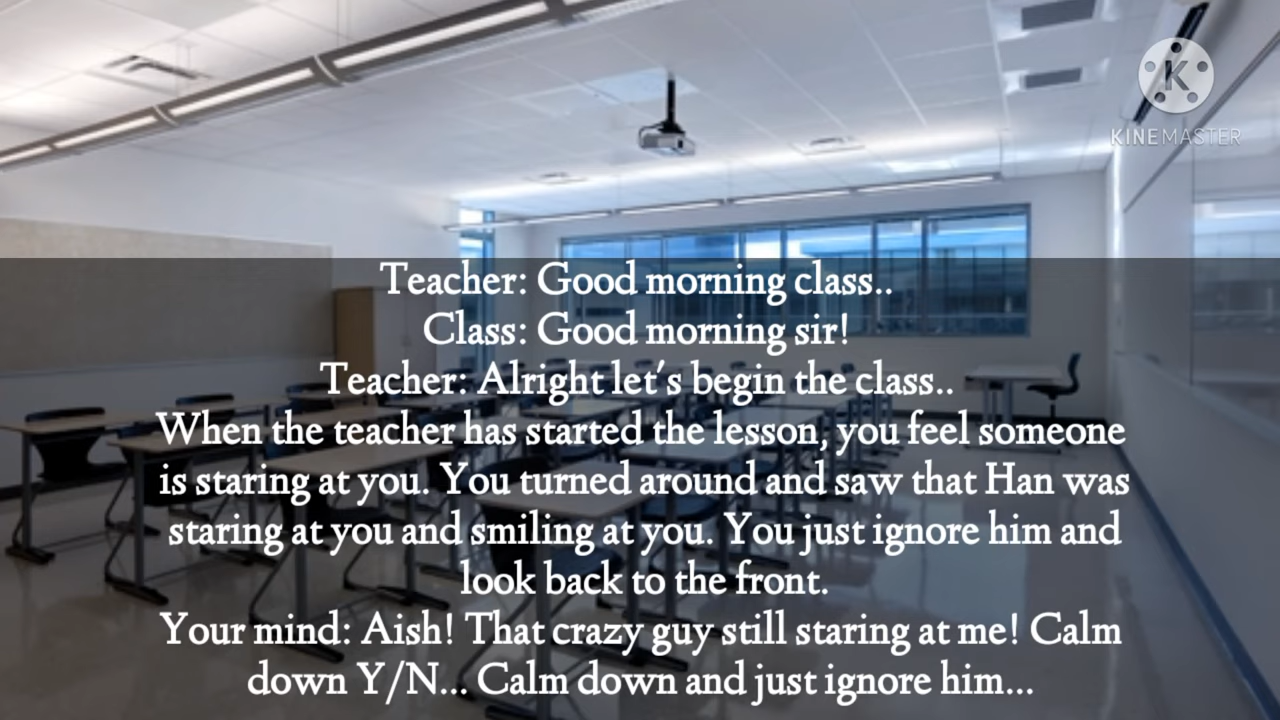 KINEMASTER
Teacher: Good morning class..
Class: Good morning sir!
Teacher: Alright let's begin the class..
When the teacher has started the lesson, you feel someone
is staring at you. You turned around and saw that Han was
staring at you and smiling at you. You just ignore him and
look back to the front.
Your mind: Aish! That crazy guy still staring at me! Calm
down Y/N... Calm down and just ignore him...